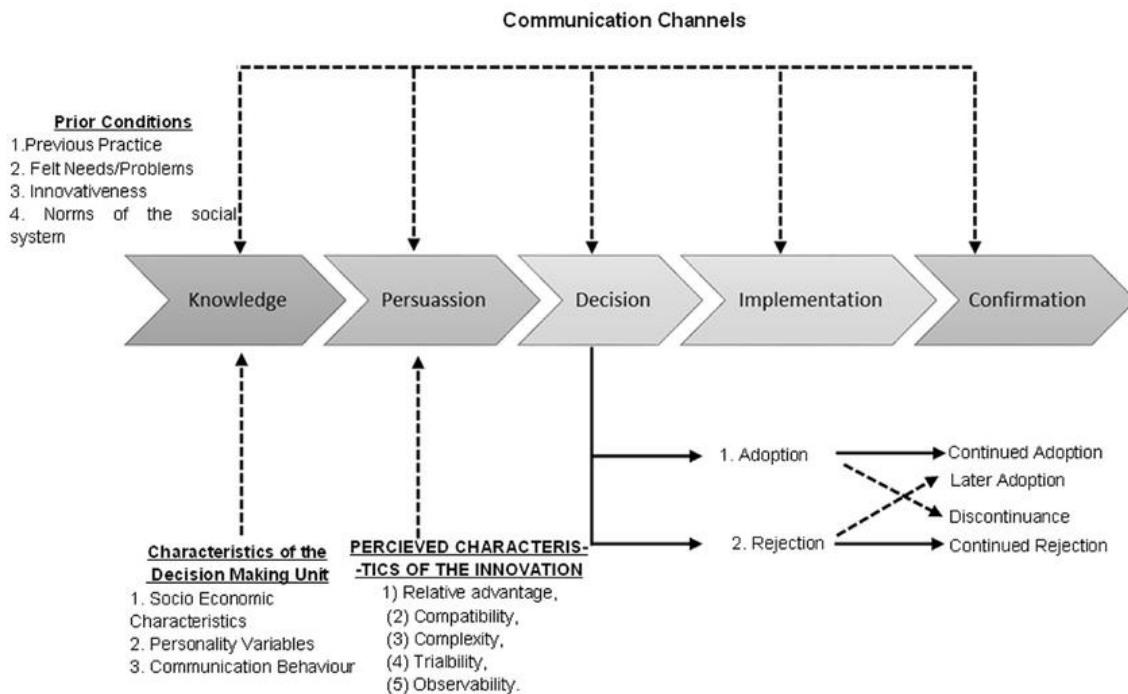 Communication Channels
Prior Conditions
1.Previous Practice
2. Felt Needs/Problems
3. Innovativeness
4. Norms of the social
system
Knowledge
Persuassion
Decision
Implementation
Confirmation
1. Adoption
Continued Adoption
Later Adoption
Discontinuance
2. Rejection
Continued Rejection
Characteristics of the
Decision Making Unit
1. Socio Economic
Characteristics
2. Personality Variables
3. Communication Behaviour
PERCIEVED CHARACTERIS-
-TICS OF THE INNOVATION
1) Relative advantage,
(2) Compatibility,
(3) Complexity,
(4) Trialbility,
(5) Observability.